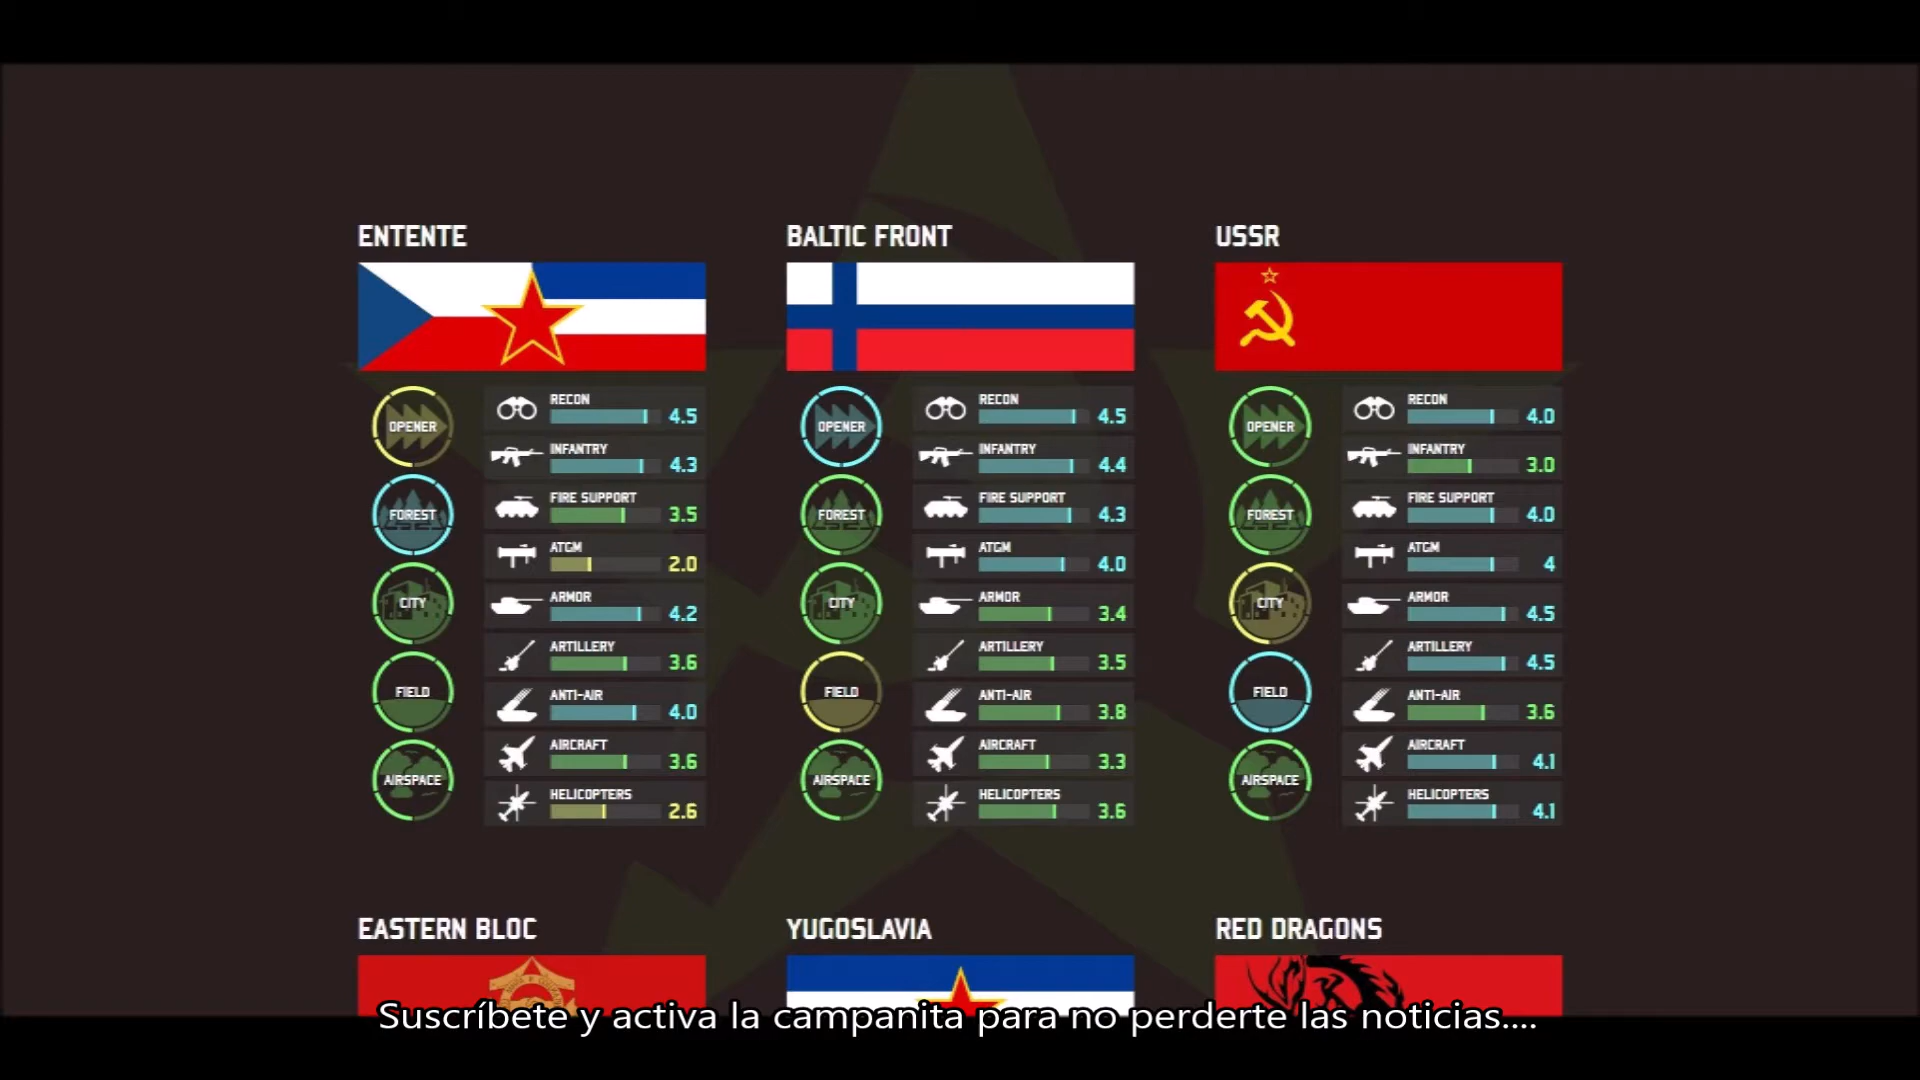 ENTENTE
OPENER
FOREST
CITY
FIELD
AIRSPACE
RECON 4.5
INFANTRY 4.3
FIRE SUPPORT 3.5
ATGM 2.0
ARMOR 4.2
ARTILLERY 3.6
ANTI-AIR 4.0
AIRCRAFT 3.6
HELICOPTERS 2.6
BALTIC FRONT
OPENER
FOREST
CITY
FIELD
AIRSPACE
RECON 4.5
INFANTRY 4.4
FIRE SUPPORT 4.3
ATGM 4.0
ARMOR 3.4
ARTILLERY 3.5
ANTI-AIR 3.8
AIRCRAFT 3.3
HELICOPTERS 3.6
USSR
OPENER
FOREST
CITY
FIELD
AIRSPACE
RECON 4.0
INFANTRY 3.0
FIRE SUPPORT 4.0
ATGM 4
ARMOR 4.5
ARTILLERY 4.5
ANTI-AIR 3.6
AIRCRAFT 4.1
HELICOPTERS 4.1
EASTERN BLOC
YUGOSLAVIA
RED DRAGONS
Suscríbete y activa la campanita para no perderte las noticias....